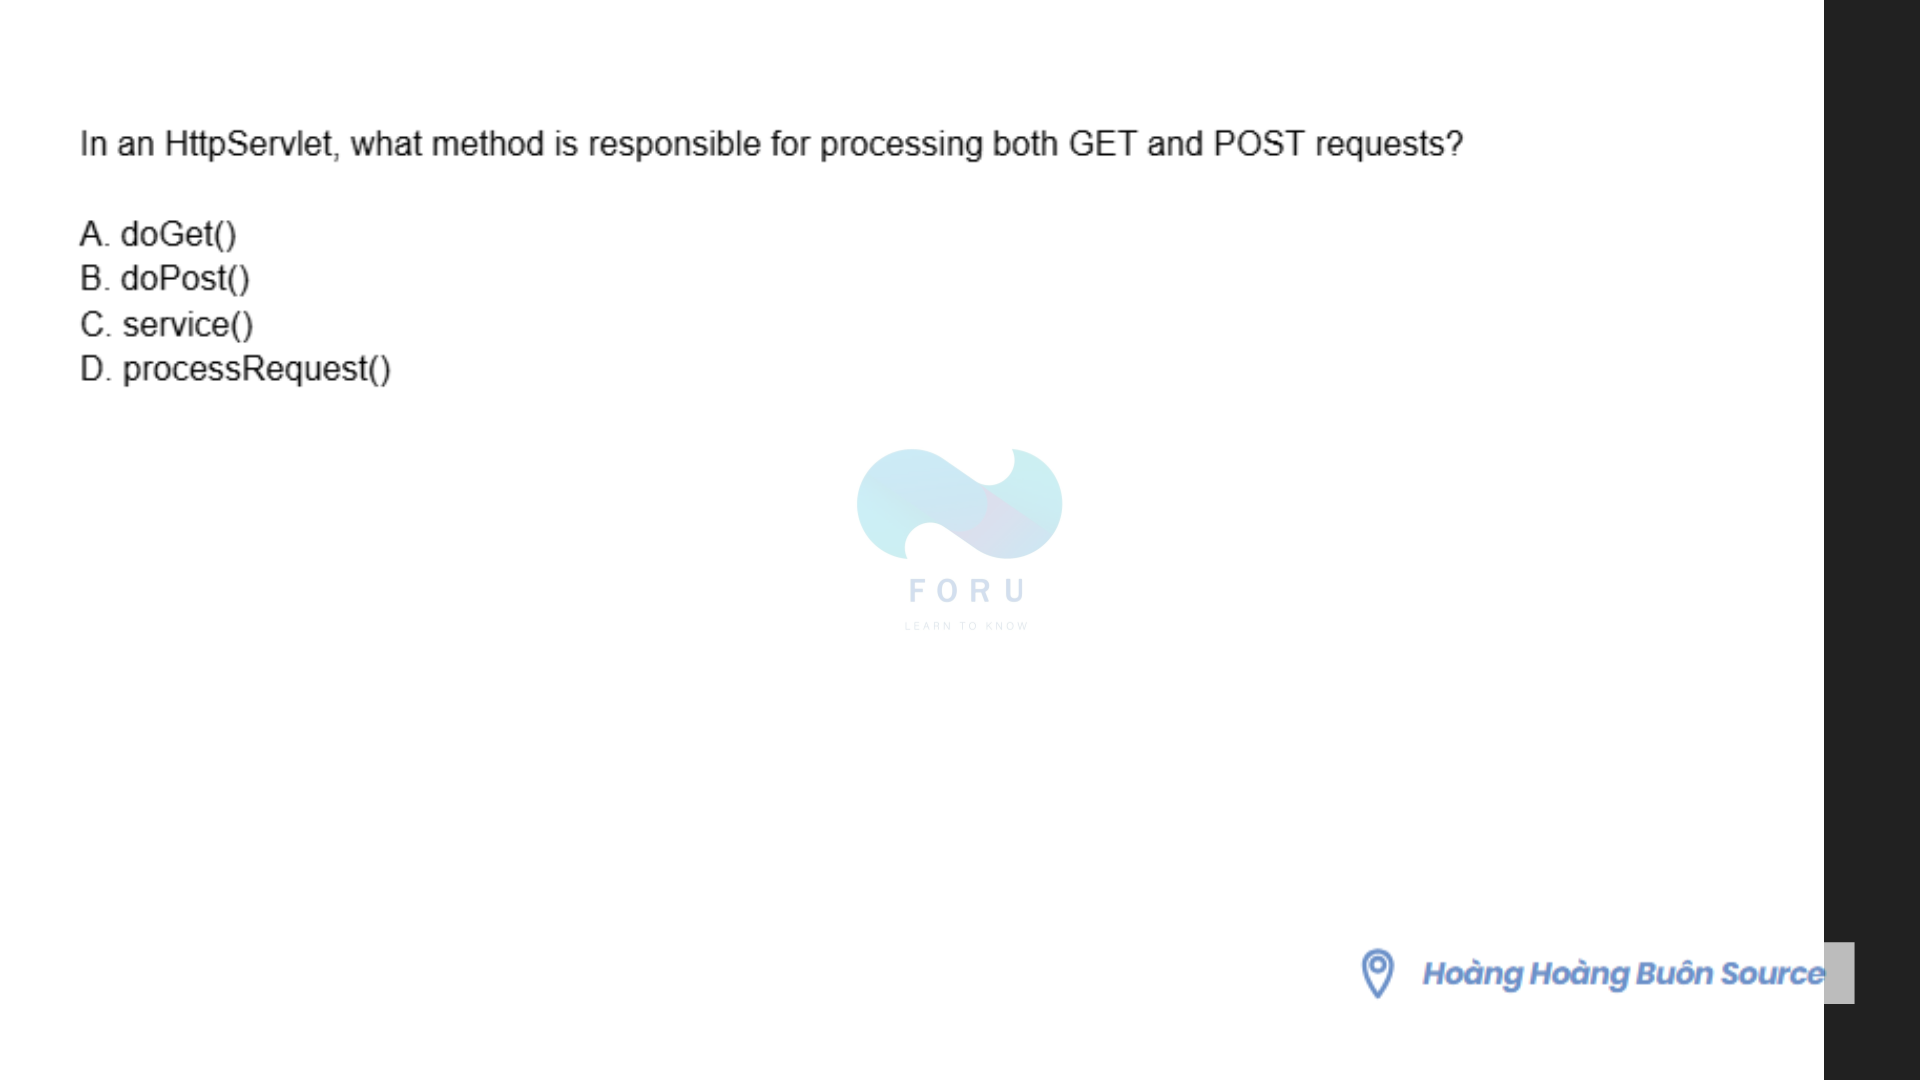 In an HttpServlet, what method is responsible for processing both GET and POST requests?
A. doGet()
B. doPost()
C. service()
D. processRequest()
FORU
LEARN TO KNOW
Hoàng Hoàng Buôn Source